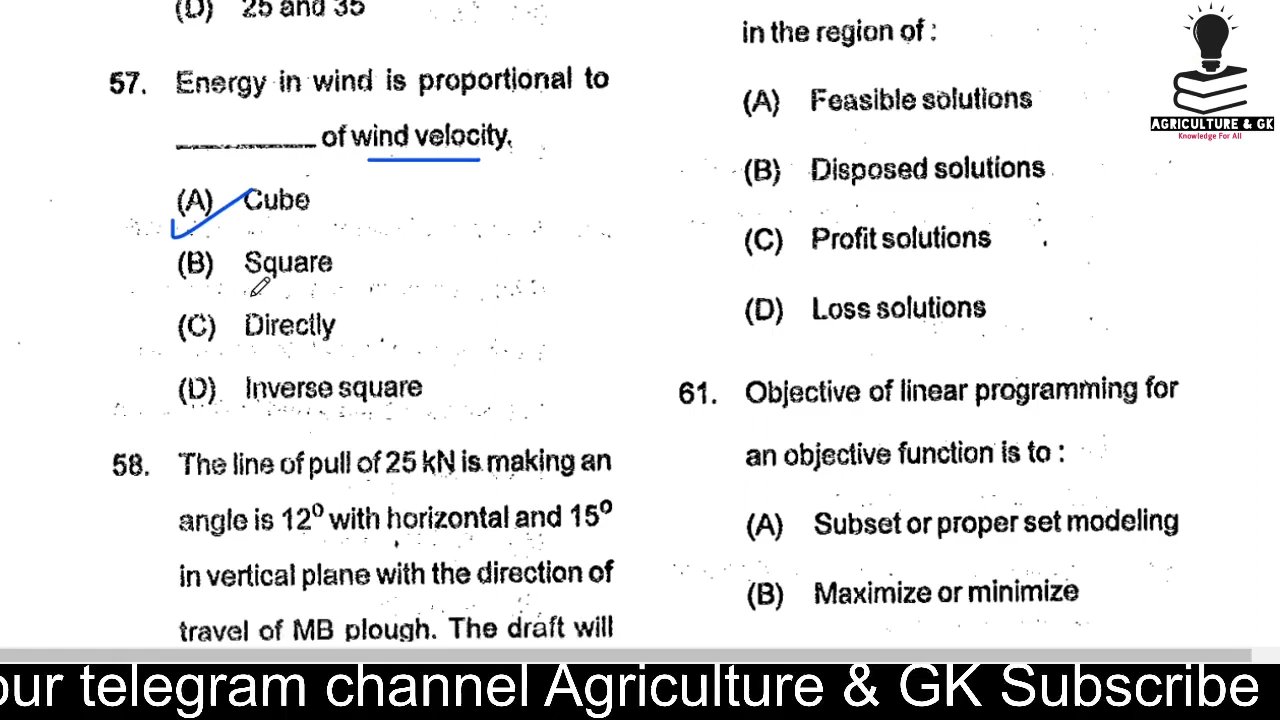 (D) 25 and 35
57. Energy in wind is proportional to
__________ of wind velocity.
(A) Cube
(B) Square
(C) Directly
(D) Inverse square
58. The line of pull of 25 kN is making an
angle is 12⁰ with horizontal and 15⁰
in vertical plane with the direction of
travel of MB plough. The draft will
in the region of :
(A) Feasible solutions
(B) Disposed solutions
(C) Profit solutions
(D) Loss solutions
61. Objective of linear programming for
an objective function is to :
(A) Subset or proper set modeling
(B) Maximize or minimize
AGRICULTURE & GK
Knowledge For All
our telegram channel Agriculture & GK Subscribe